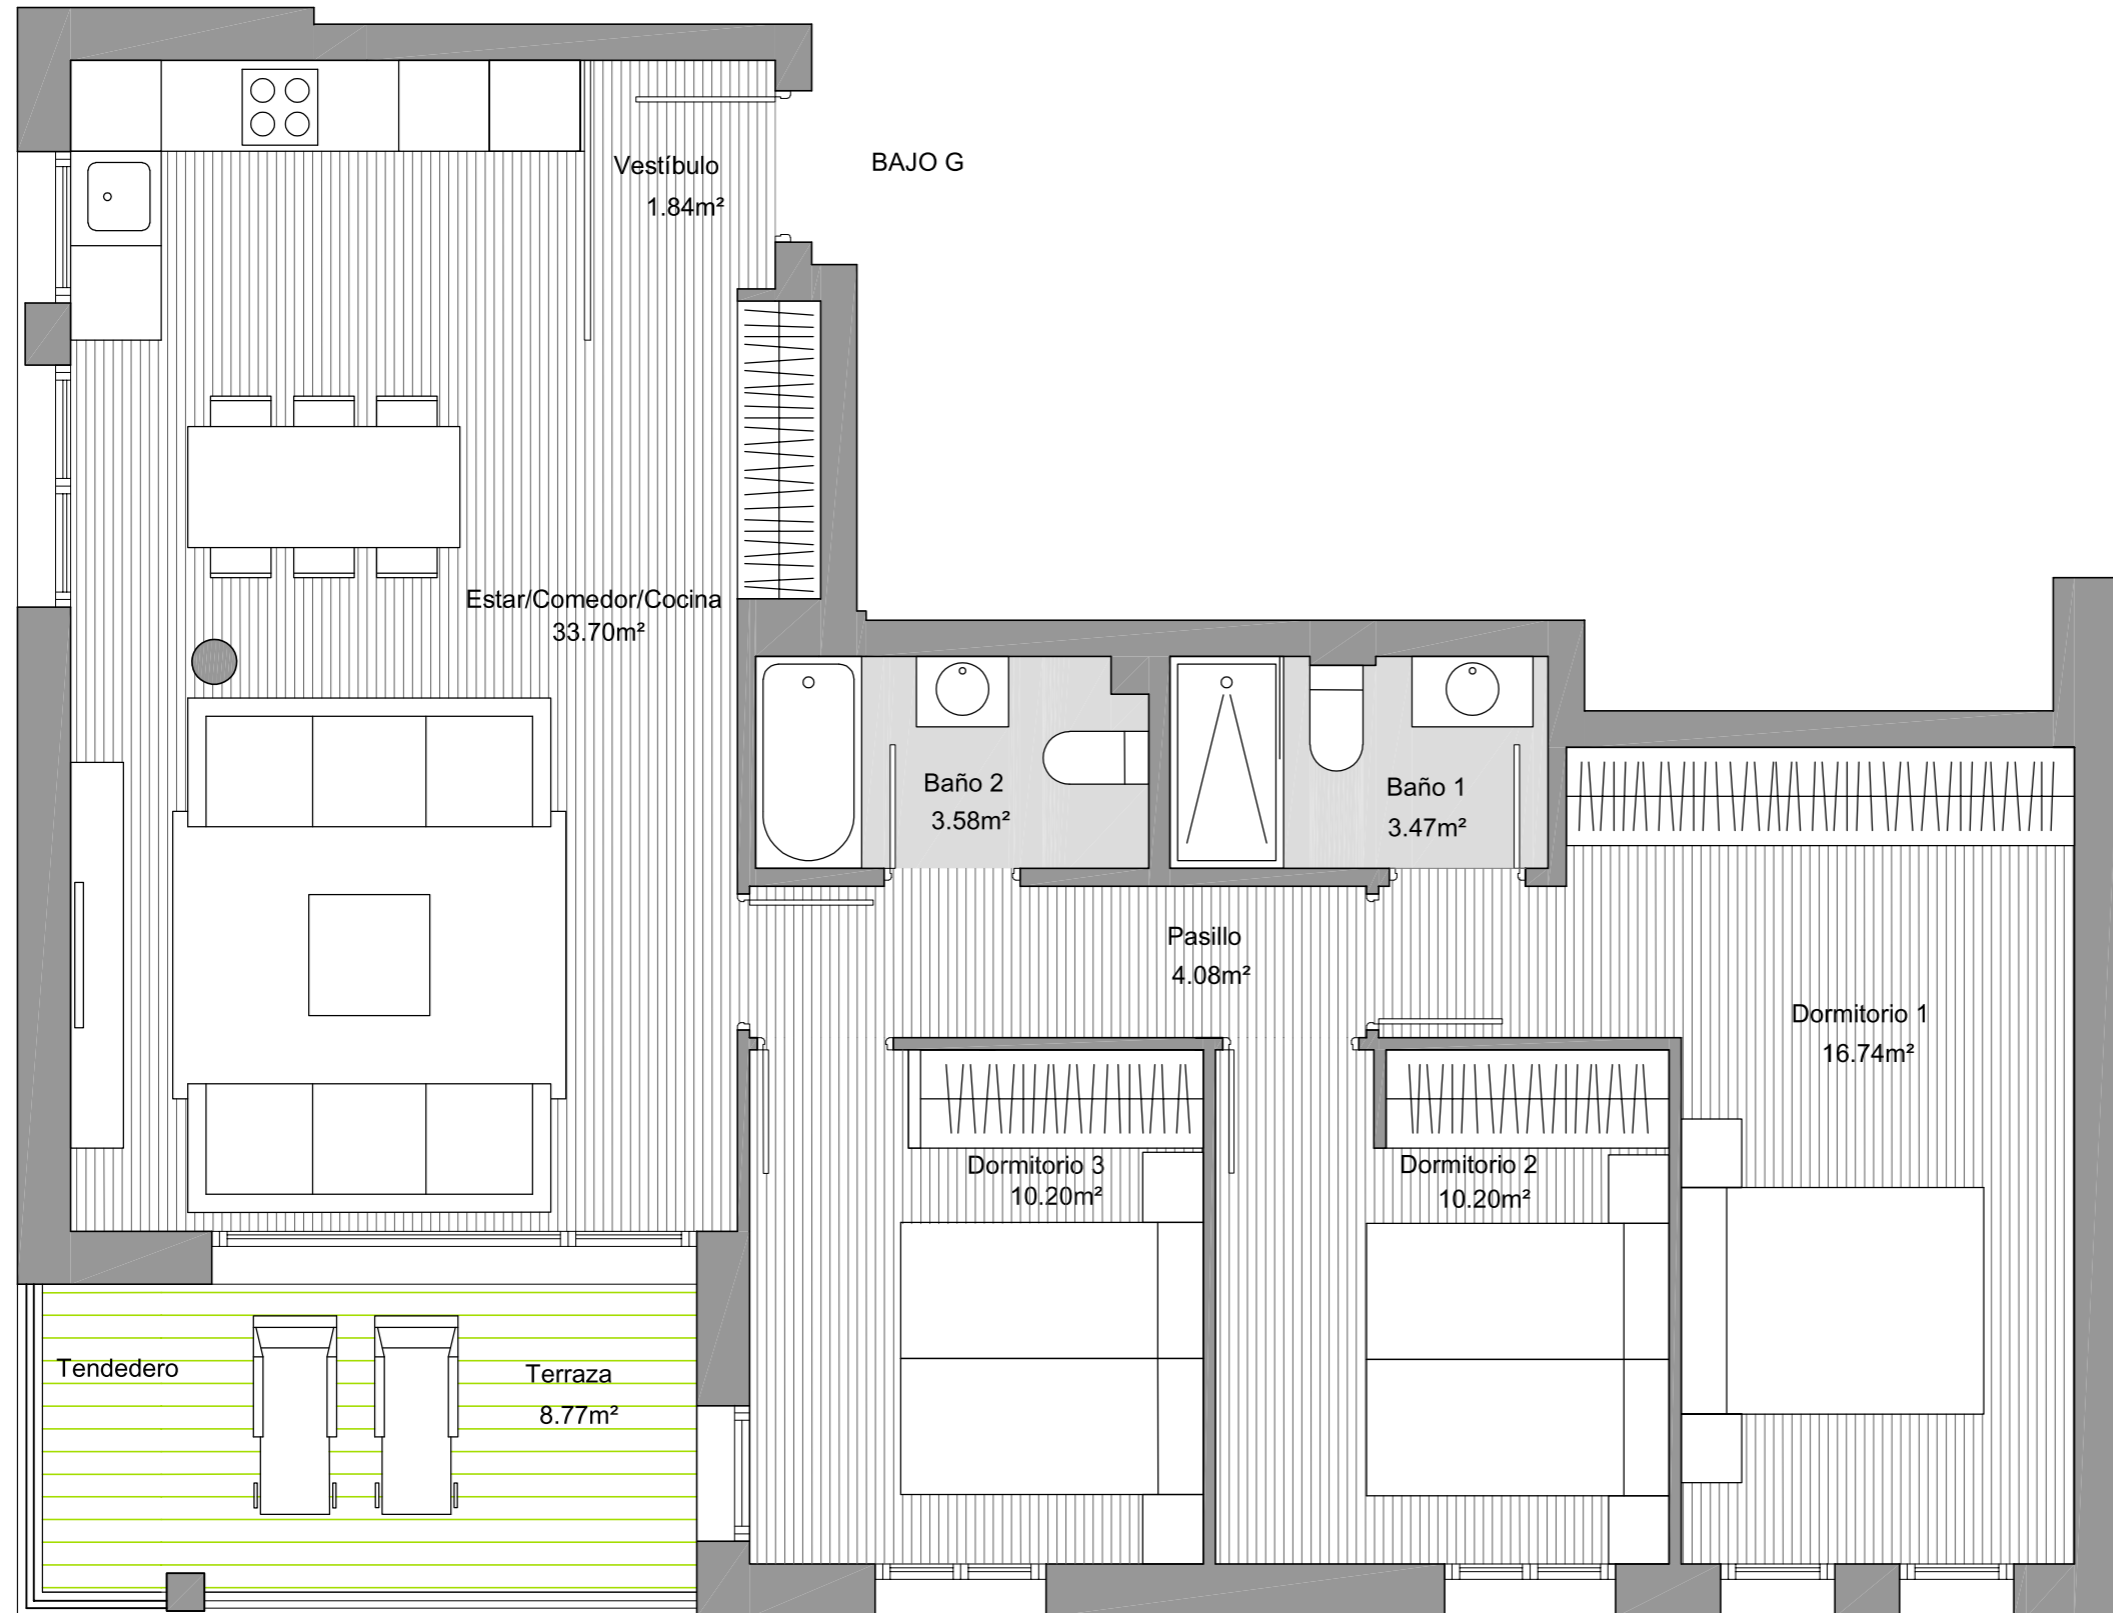 Vestíbulo
1.84m²
BAJO G
Estar/Comedor/Cocina
33.70m²
Baño 2
3.58m²
Baño 1
3.47m²
Pasillo
4.08m²
Dormitorio 1
16.74m²
Dormitorio 3
10.20m²
Dormitorio 2
10.20m²
Tendedero
Terraza
8.77m²